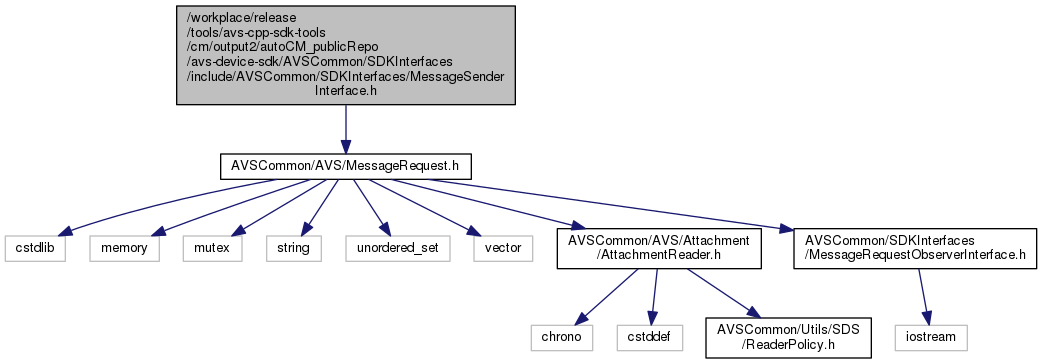 /workplace/release
/tools/avs-cpp-sdk-tools
/cm/output2/autoCM_publicRepo
/avs-device-sdk/AVSCommon/SDKInterfaces
/include/AVSCommon/SDKInterfaces/MessageSender
Interface.h
AVSCommon/AVS/MessageRequest.h
cstdlib
memory
mutex
string
unordered_set
vector
AVSCommon/AVS/Attachment
/AttachmentReader.h
AVSCommon/SDKInterfaces
/MessageRequestObserverInterface.h
chrono
cstddef
AVSCommon/Utils/SDS
/ReaderPolicy.h
iostream